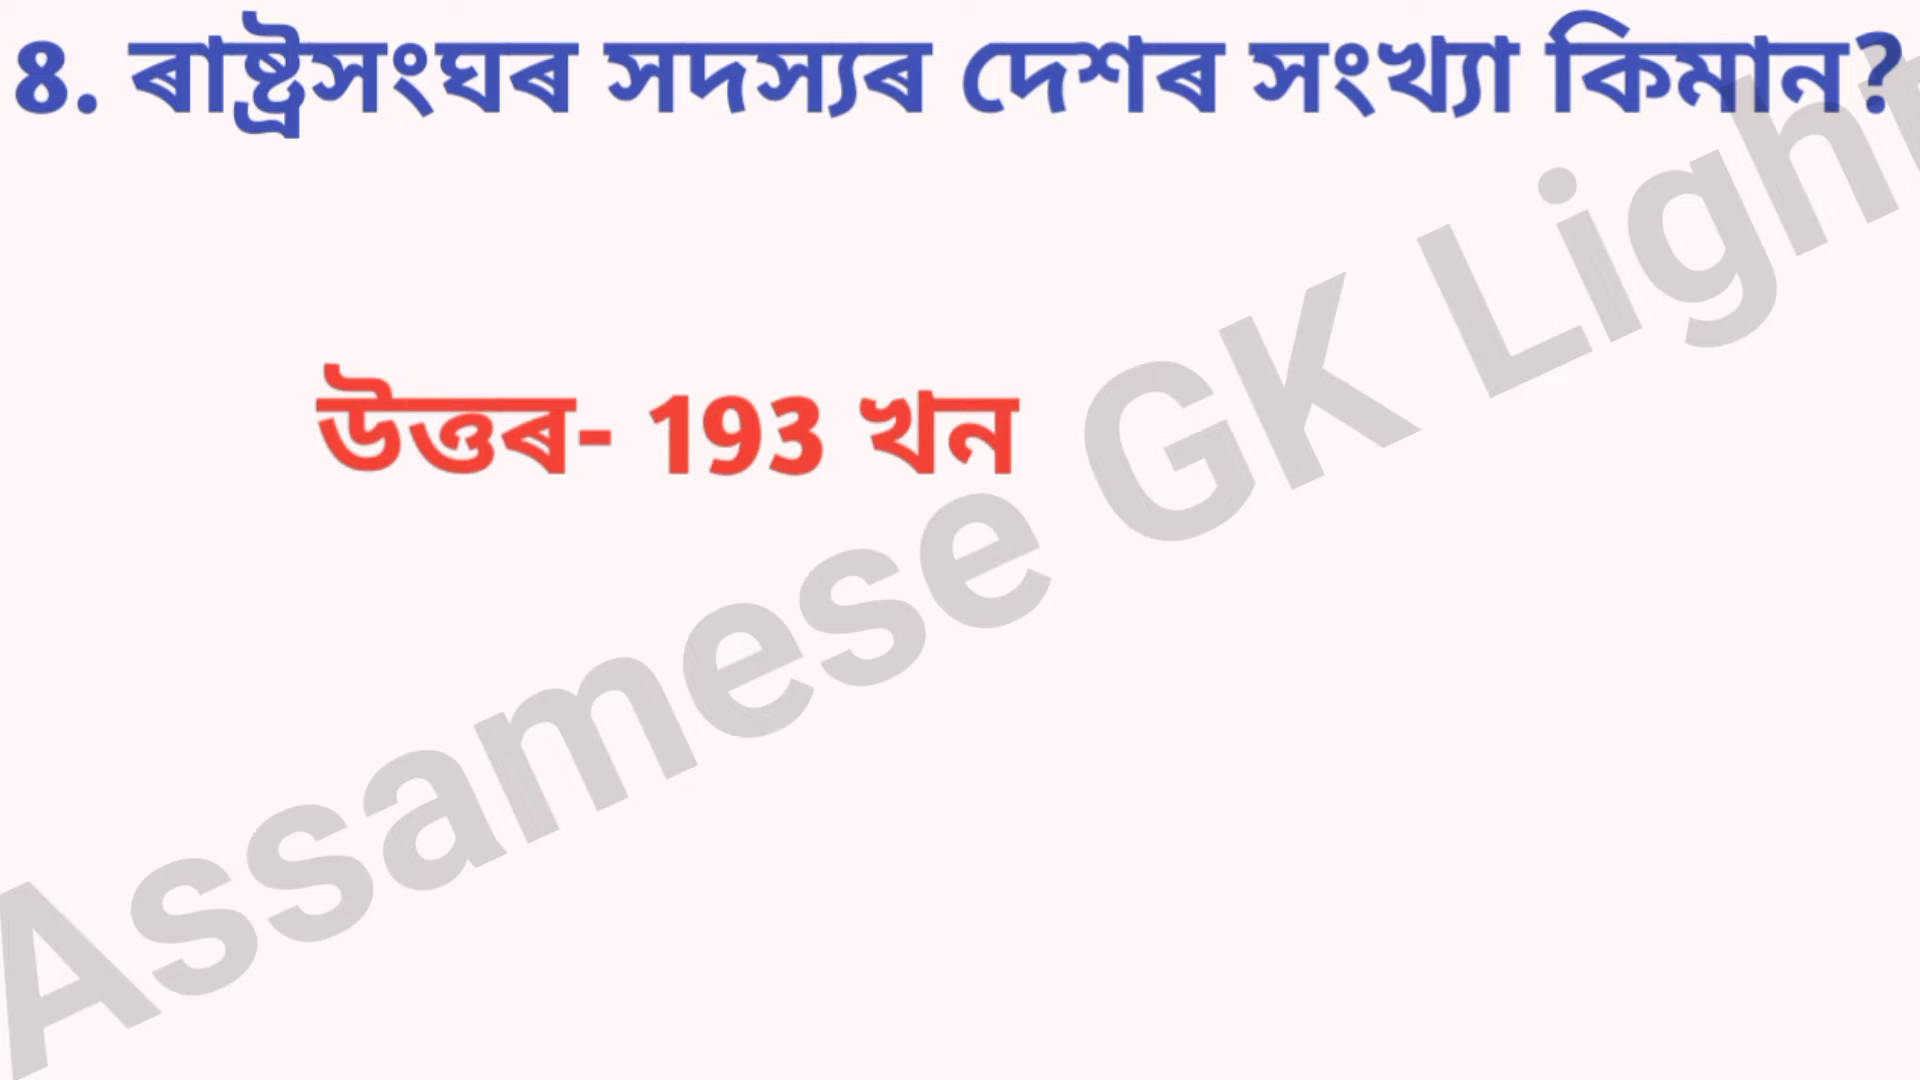 8. ৰাষ্ট্ৰসংঘৰ সদস্যৰ দেশৰ সংখ্যা কিমান?
উত্তৰ- 193 খন
Assamese GK Light